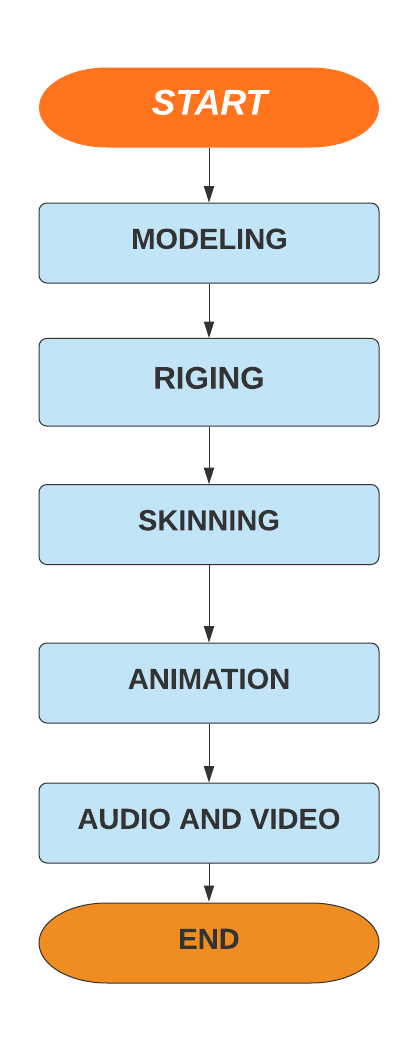 START
MODELING
RIGING
SKINNING
ANIMATION
AUDIO AND VIDEO
END